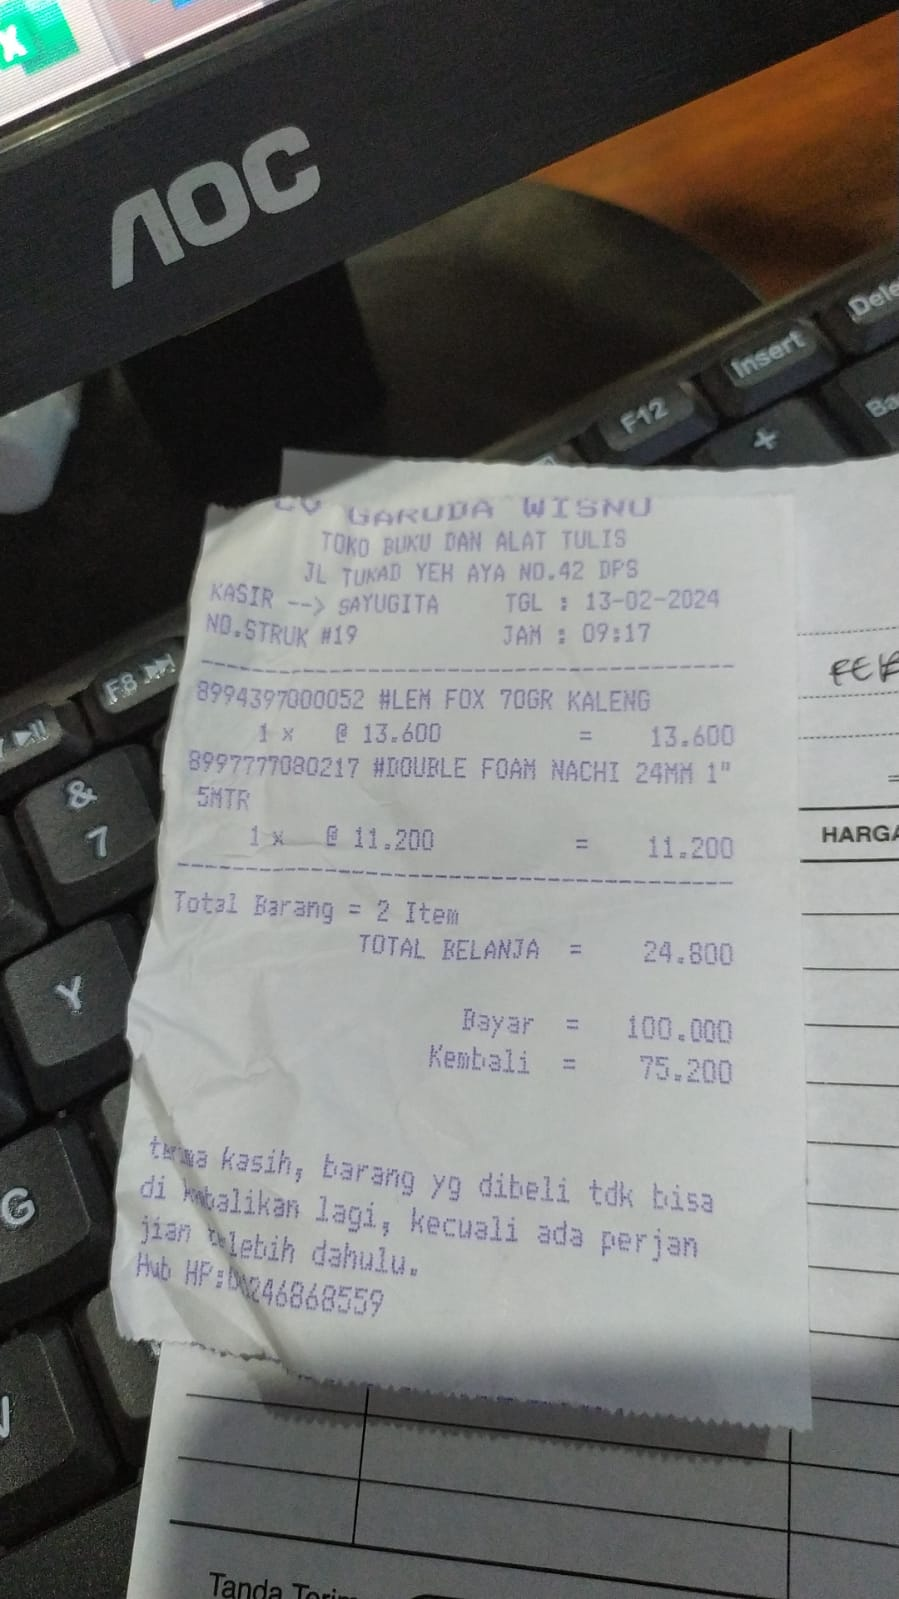 AOC
Insert
F12
+
F8
&
7
Y
G
CV GARUDA WISNU
TOKO BUKU DAN ALAT TULIS
JL TUKAD YEH AYA NO.42 DPS
KASIR --> SAYUGITA TGL : 13-02-2024
NO.STRUK #19 JAM : 09:17
8994397000052 #LEM FOX 70GR KALENG
1 x @ 13.600 = 13.600
8997777080217 #DOUBLE FOAM NACHI 24MM 1"
5MTR
1 x @ 11.200 = 11.200
Total Barang = 2 Item
TOTAL BELANJA = 24.800
Bayar = 100.000
Kembali = 75.200
kasih, barang yg dibeli tdk bisa
di lagi, kecuali ada perjan
jian dahulu.
Hub HP:
HARGA
Tanda